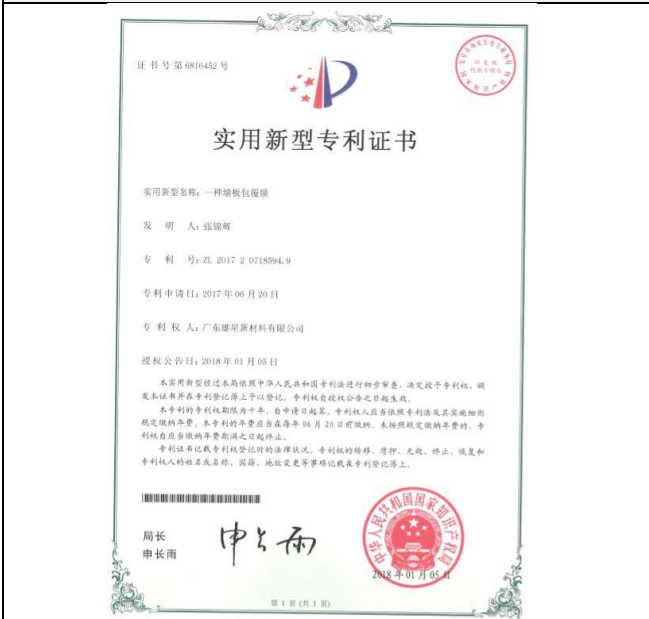 证书号第6816452号
实用新型专利证书
实用新型名称：一种墙板包覆膜
发明人：张锦辉
专利号：ZL 2017 2 0718594.9
专利申请日：2017年06月20日
专利权人：广东雄星新材料有限公司
授权公告日：2018年01月05日
本实用新型经过本局依照中华人民共和国专利法进行初步审查，决定授予专利权，颁
发本证书并在专利登记簿上予以登记。专利权自授权公告之日起生效。
本专利的专利权期限为十年，自申请日起算。专利权人应当依照专利法及其实施细则
规定缴纳年费。本专利的年费应当在每年06月20日前缴纳。未按照规定缴纳年费的，专
利权自应当缴纳年费期满之日起终止。
专利证书记载专利权登记时的法律状况。专利权的转移、质押、无效、终止、恢复和
专利权人的姓名或名称、国籍、地址变更等事项记载在专利登记簿上。
局长
申长雨
申长雨
中华人民共和国国家知识产权局
2018年01月05日
第1页(共1页)